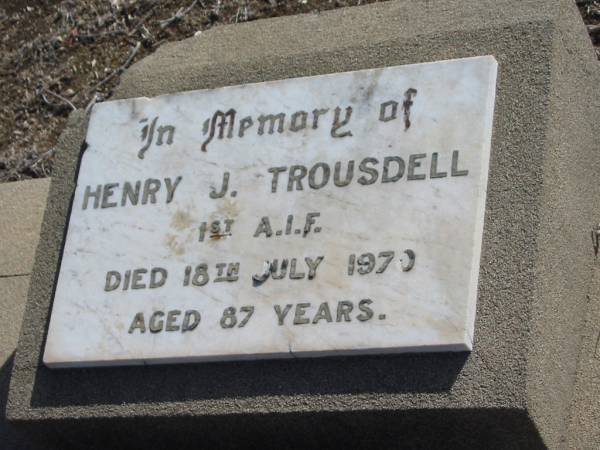 In Memory of
HENRY J. TROUSDELL
1ST A.I.F.
DIED 18TH JULY 1970
AGED 87 YEARS.